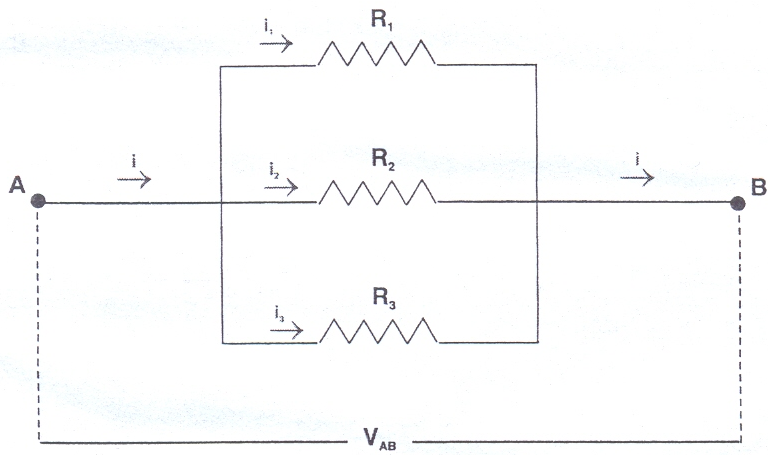 R₁
i₁
R₂
A i i₂ i B
R₃
i₃
V_AB